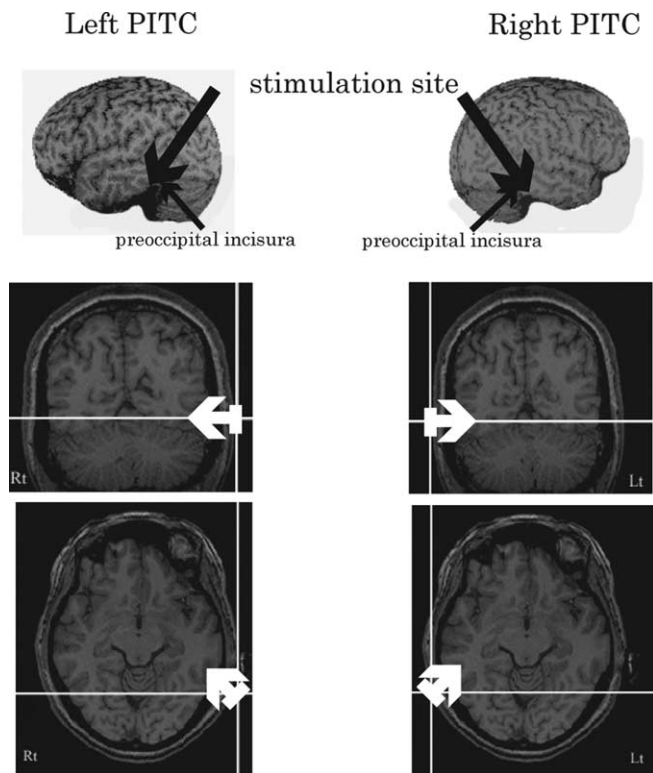 Left PITC
Right PITC
stimulation site
preoccipital incisura
preoccipital incisura
Rt
Lt
Rt
Lt